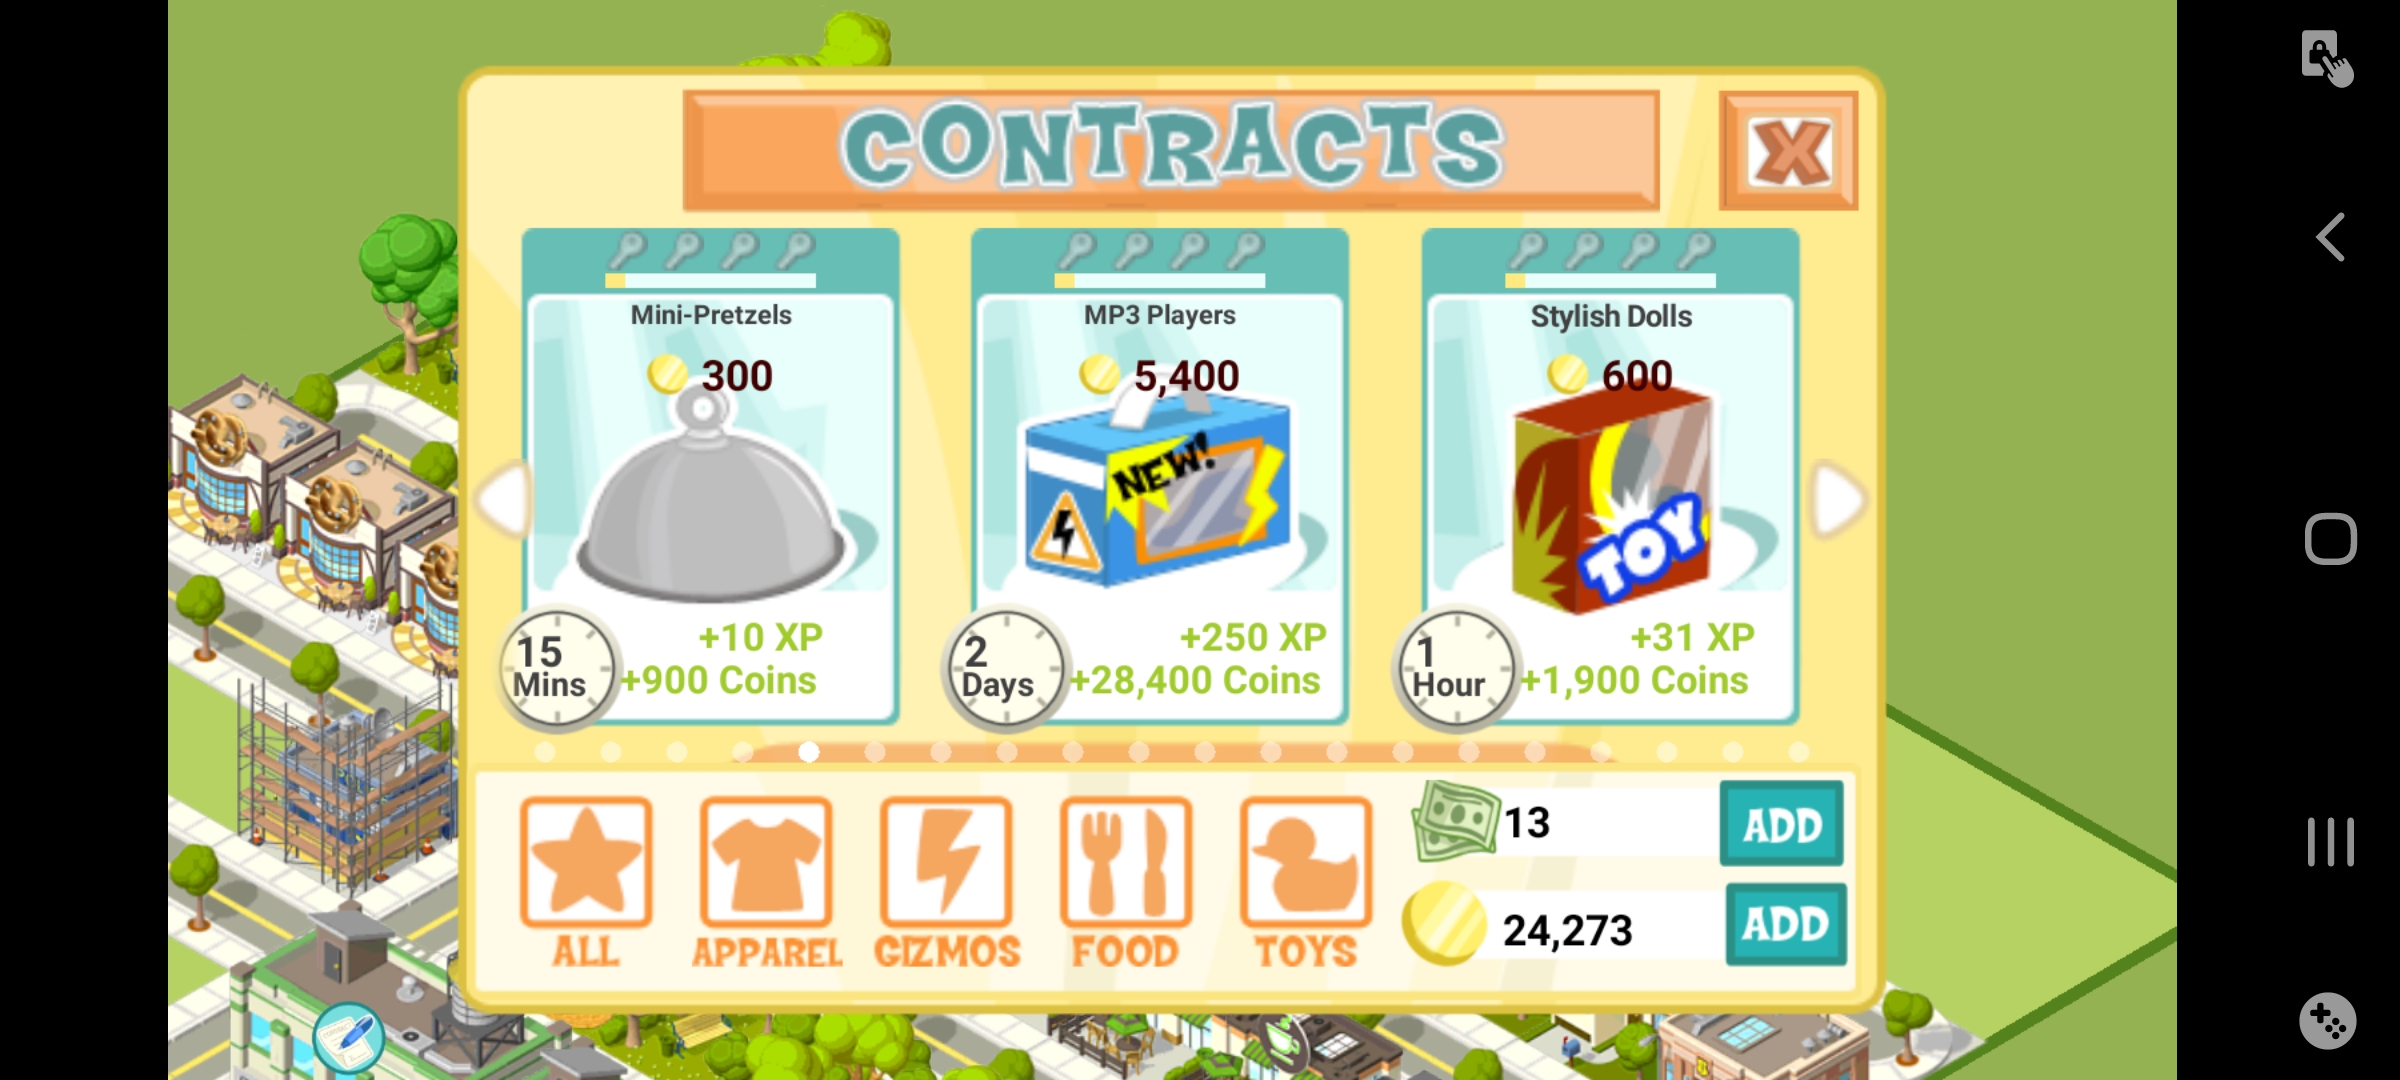 CONTRACTS
X
Mini-Pretzels
300
15
Mins
+10 XP
+900 Coins
MP3 Players
5,400
NEW!
2
Days
+250 XP
+28,400 Coins
Stylish Dolls
600
TOY
1
Hour
+31 XP
+1,900 Coins
ALL
APPAREL
GIZMOS
FOOD
TOYS
13
ADD
24,273
ADD